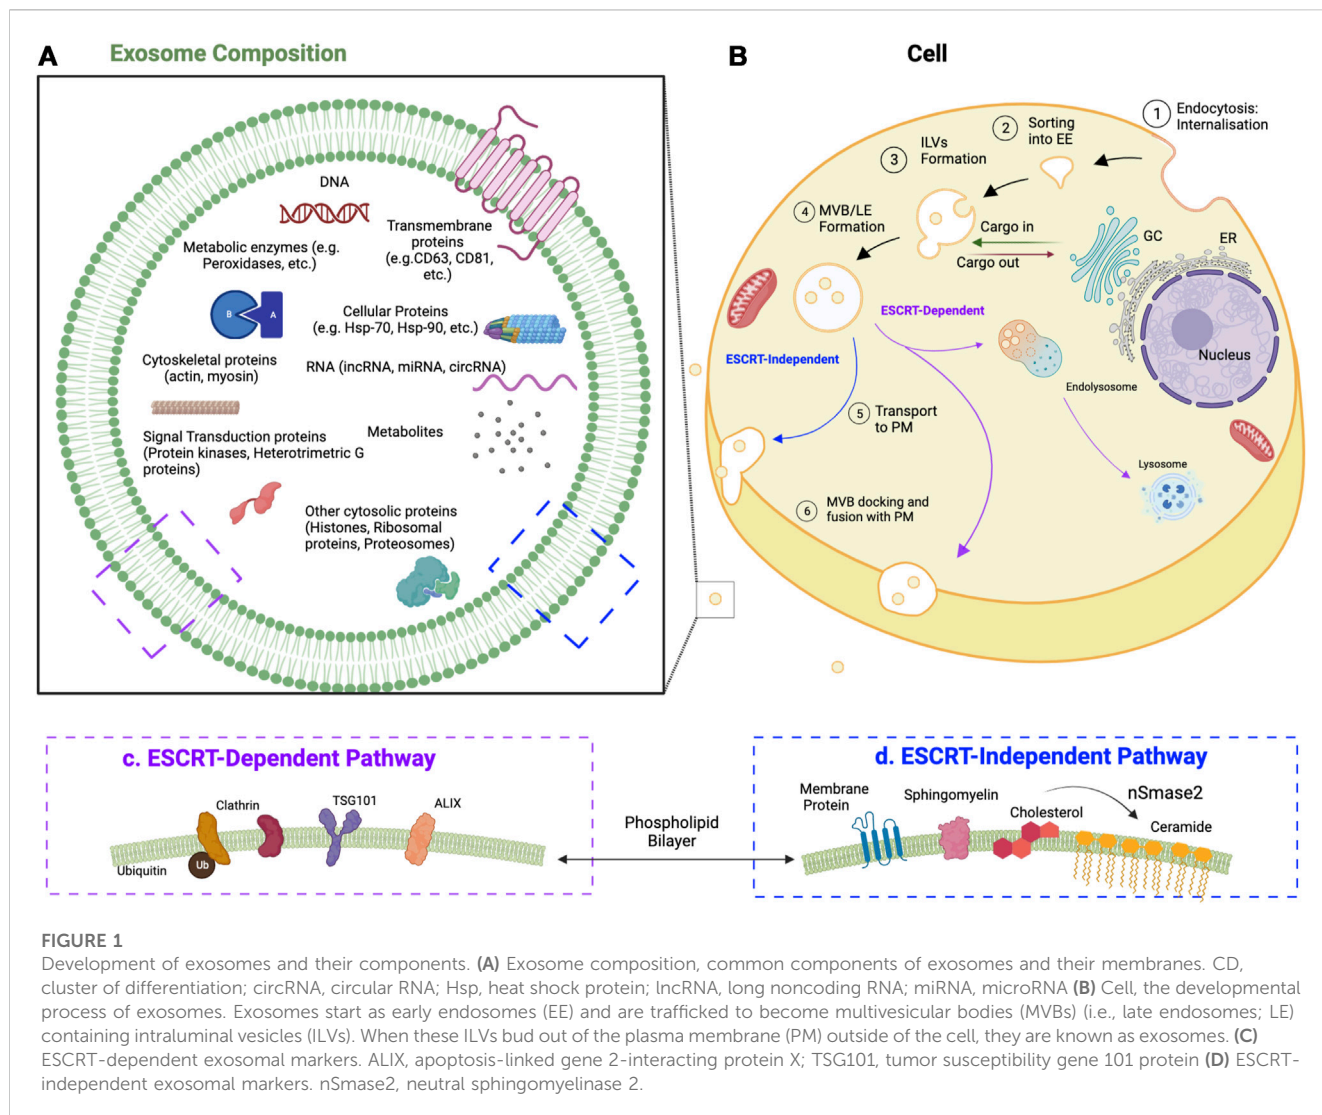 A
Exosome Composition
DNA
Transmembrane
proteins
(e.g.CD63, CD81,
etc.)
Metabolic enzymes (e.g.
Peroxidases, etc.)
B
A
Cellular Proteins
(e.g. Hsp-70, Hsp-90, etc.)
Cytoskeletal proteins
(actin, myosin)
RNA (incRNA, miRNA, circRNA)
Signal Transduction proteins
(Protein kinases, Heterotrimetric G
proteins)
Metabolites
Other cytosolic proteins
(Histones, Ribosomal
proteins, Proteosomes)
B
Cell
1
Endocytosis:
Internalisation
2
Sorting
into EE
3
ILVs
Formation
4
MVB/LE
Formation
Cargo in
Cargo out
GC
ER
Nucleus
ESCRT-Dependent
ESCRT-Independent
Endolysosome
Lysosome
5
Transport
to PM
6
MVB docking and
fusion with PM
c. ESCRT-Dependent Pathway
Clathrin
TSG101
ALIX
Ubiquitin
Ub
Phospholipid
Bilayer
d. ESCRT-Independent Pathway
Membrane
Protein
Sphingomyelin
Cholesterol
nSmase2
Ceramide
FIGURE 1
Development of exosomes and their components. (A) Exosome composition, common components of exosomes and their membranes. CD,
cluster of differentiation; circRNA, circular RNA; Hsp, heat shock protein; lncRNA, long noncoding RNA; miRNA, microRNA (B) Cell, the developmental
process of exosomes. Exosomes start as early endosomes (EE) and are trafficked to become multivesicular bodies (MVBs) (i.e., late endosomes; LE)
containing intraluminal vesicles (ILVs). When these ILVs bud out of the plasma membrane (PM) outside of the cell, they are known as exosomes. (C)
ESCRT-dependent exosomal markers. ALIX, apoptosis-linked gene 2-interacting protein X; TSG101, tumor susceptibility gene 101 protein (D) ESCRT-
independent exosomal markers. nSmase2, neutral sphingomyelinase 2.